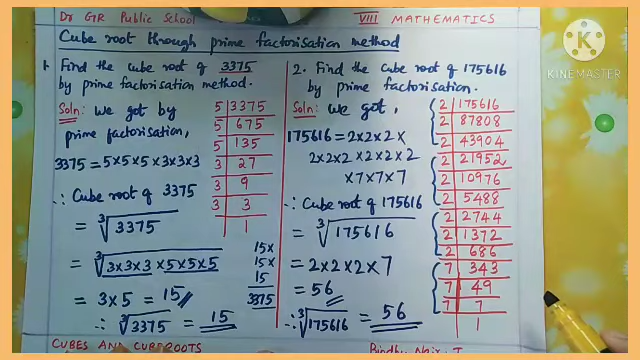 Dr GR Public School
VIII MATHEMATICS
Cube root through prime factorisation method
1. Find the cube root of 3375
by prime factorisation method.
Soln: We got by
prime factorisation,
3375 = 5×5×5×3×3×3
∴ Cube root of 3375
= ∛3375
= ∛3×3×3×5×5×5
= 3×5 = 15
∴ ∛3375 = 15
5 | 3375
5 | 675
5 | 135
3 | 27
3 | 9
3 | 3
1
15×
15×
15
3375
2. Find the cube root of 175616
by prime factorisation.
Soln: We got,
175616 = 2×2×2×
2×2×2×2×2×2
×7×7×7
∴ Cube root of 175616
= ∛175616
= 2×2×2×7
= 56
∴ ∛175616 = 56
2 | 175616
2 | 87808
2 | 43904
2 | 21952
2 | 10976
2 | 5488
2 | 2744
2 | 1372
2 | 686
7 | 343
7 | 49
7 | 7
1
CUBES AND CUBEROOTS
Bindhu Nair. T
KINEMASTER